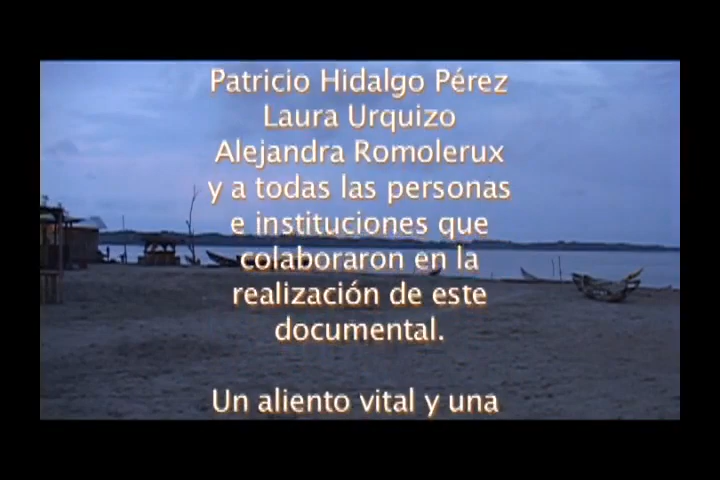 Patricio Hidalgo Pérez
Laura Urquizo
Alejandra Romolerux
y a todas las personas
e instituciones que
colaboraron en la
realización de este
documental.
Un aliento vital y una